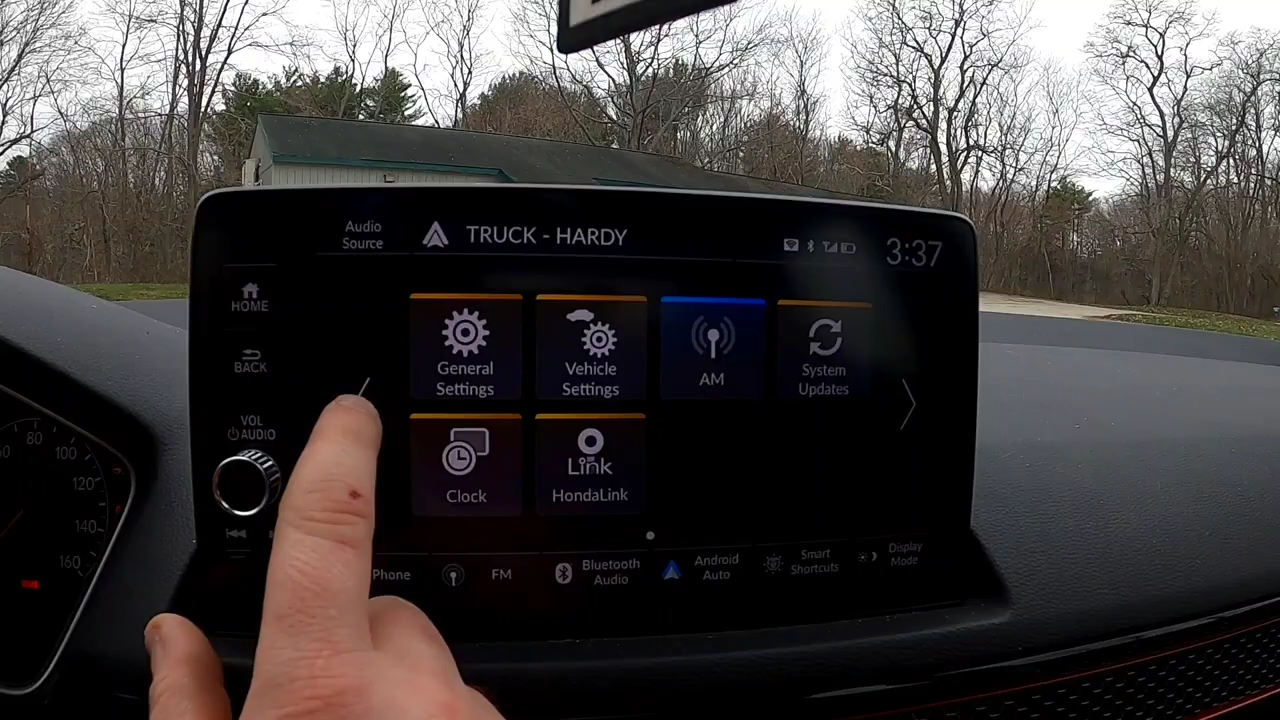 Audio
Source
TRUCK - HARDY
3:37
HOME
BACK
VOL
AUDIO
General
Settings
Vehicle
Settings
AM
System
Updates
Clock
Link
HondaLink
Phone
FM
Bluetooth
Audio
Android
Auto
Smart
Shortcuts
Display
Mode
80
100
120
140
160